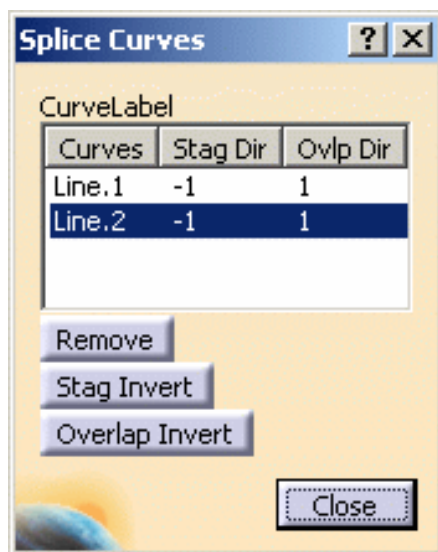 Splice Curves ? ×
CurveLabel
Curves Stag Dir Ovlp Dir
Line.1 -1 1
Line.2 -1 1
Remove
Stag Invert
Overlap Invert
Close